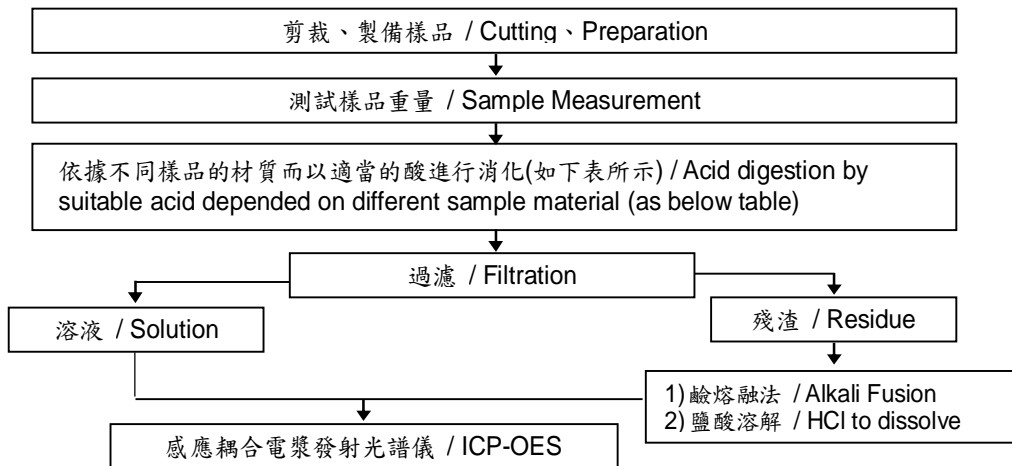 剪裁、製備樣品 / Cutting、Preparation
測試樣品重量 / Sample Measurement
依據不同樣品的材質而以適當的酸進行消化(如下表所示) / Acid digestion by
suitable acid depended on different sample material (as below table)
過濾 / Filtration
溶液 / Solution
殘渣 / Residue
1) 鹼熔融法 / Alkali Fusion
2) 鹽酸溶解 / HCl to dissolve
感應耦合電漿發射光譜儀 / ICP-OES